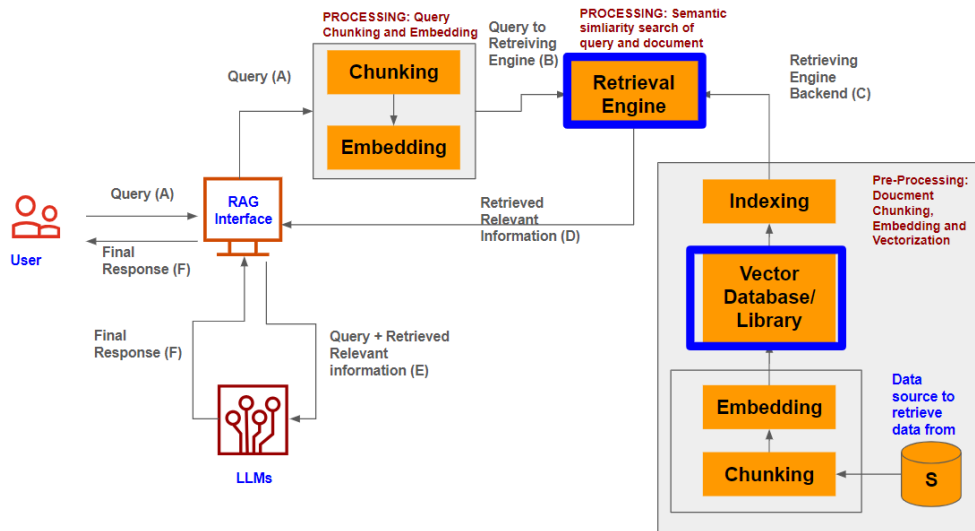 PROCESSING: Query
Chunking and Embedding
Query to
Retreiving
Engine (B)
PROCESSING: Semantic
simliarity search of
query and document
Query (A)
Chunking
Embedding
Retrieval
Engine
Retrieving
Engine
Backend (C)
Query (A)
RAG
Interface
Retrieved
Relevant
Information (D)
User
Final
Response (F)
Final
Response (F)
Query + Retrieved
Relevant
information (E)
LLMs
Indexing
Pre-Processing:
Doucment
Chunking,
Embedding and
Vectorization
Vector
Database/
Library
Embedding
Chunking
Data
source to
retrieve
data from
S